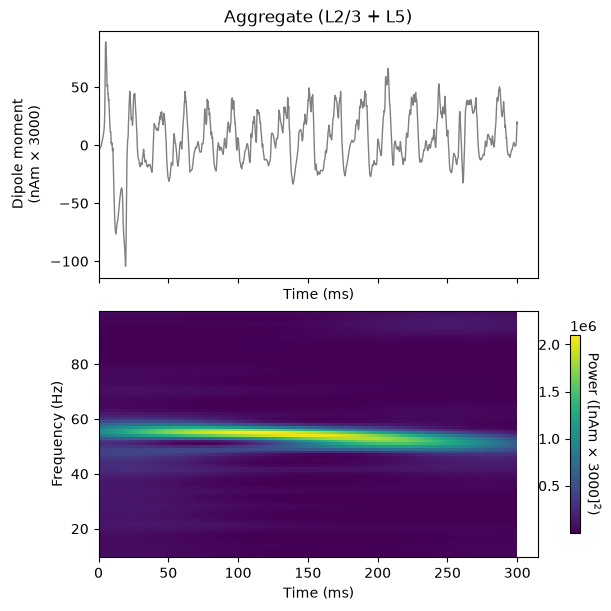 Aggregate (L2/3 + L5)
Dipole moment
(nAm × 3000)
50
0
−50
−100
Time (ms)
Frequency (Hz)
80
60
40
20
0
50
100
150
200
250
300
Time (ms)
1e6
2.0
1.5
1.0
0.5
Power ([nAm × 3000]²)